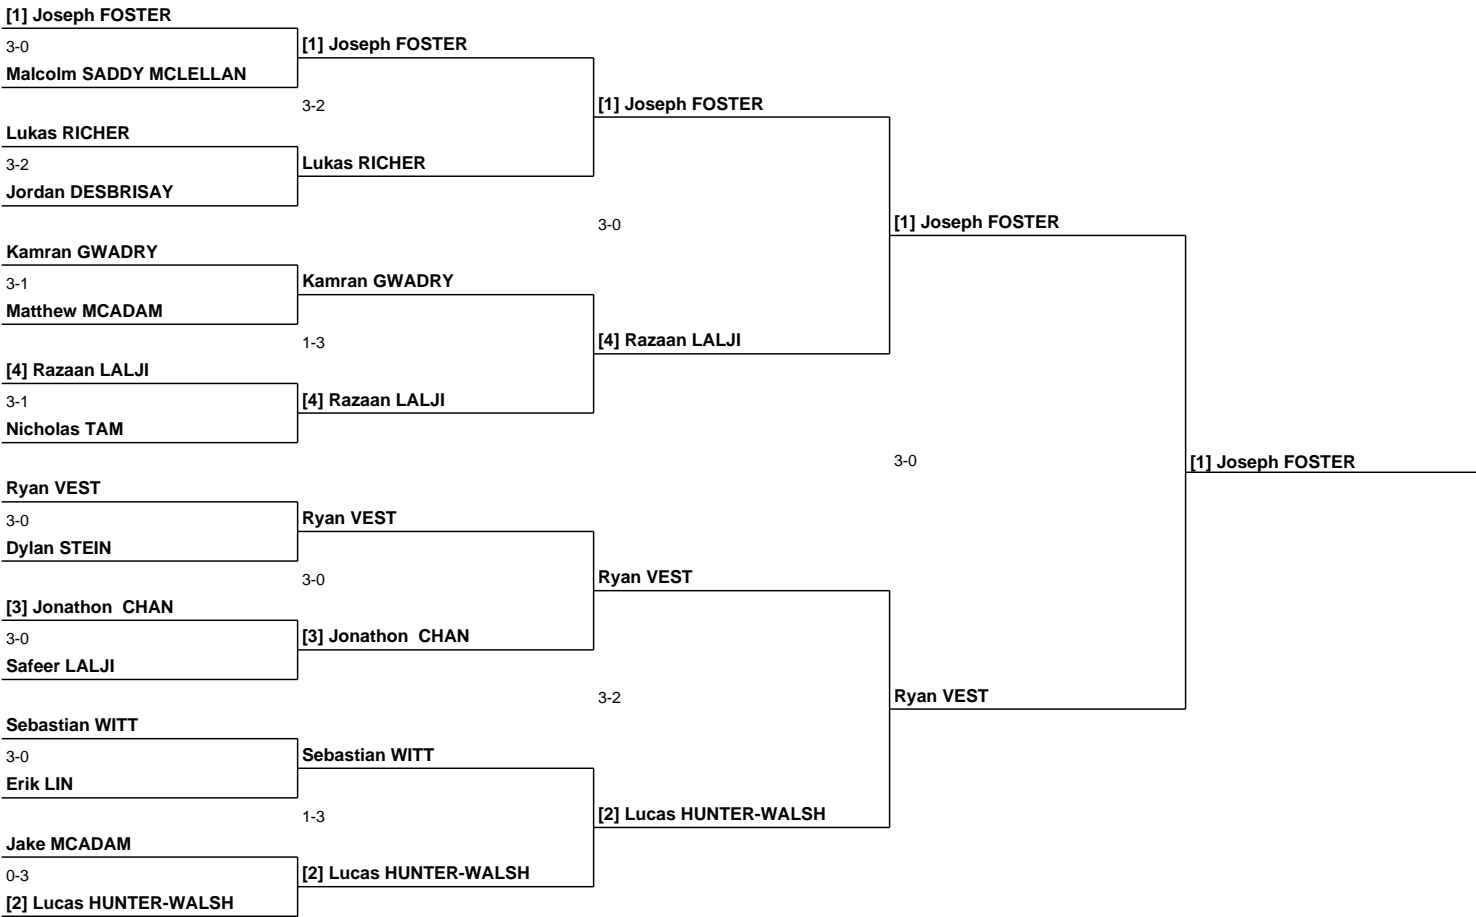 [1] Joseph FOSTER
3-0
Malcolm SADDY MCLELLAN
Lukas RICHER
3-2
Jordan DESBRISAY
Kamran GWADRY
3-1
Matthew MCADAM
[4] Razaan LALJI
3-1
Nicholas TAM
Ryan VEST
3-0
Dylan STEIN
[3] Jonathon  CHAN
3-0
Safeer LALJI
Sebastian WITT
3-0
Erik LIN
Jake MCADAM
0-3
[2] Lucas HUNTER-WALSH
[1] Joseph FOSTER
3-2
Lukas RICHER
Kamran GWADRY
1-3
[4] Razaan LALJI
Ryan VEST
3-0
[3] Jonathon  CHAN
Sebastian WITT
1-3
[2] Lucas HUNTER-WALSH
[1] Joseph FOSTER
3-0
[4] Razaan LALJI
Ryan VEST
3-2
[2] Lucas HUNTER-WALSH
[1] Joseph FOSTER
3-0
Ryan VEST
[1] Joseph FOSTER